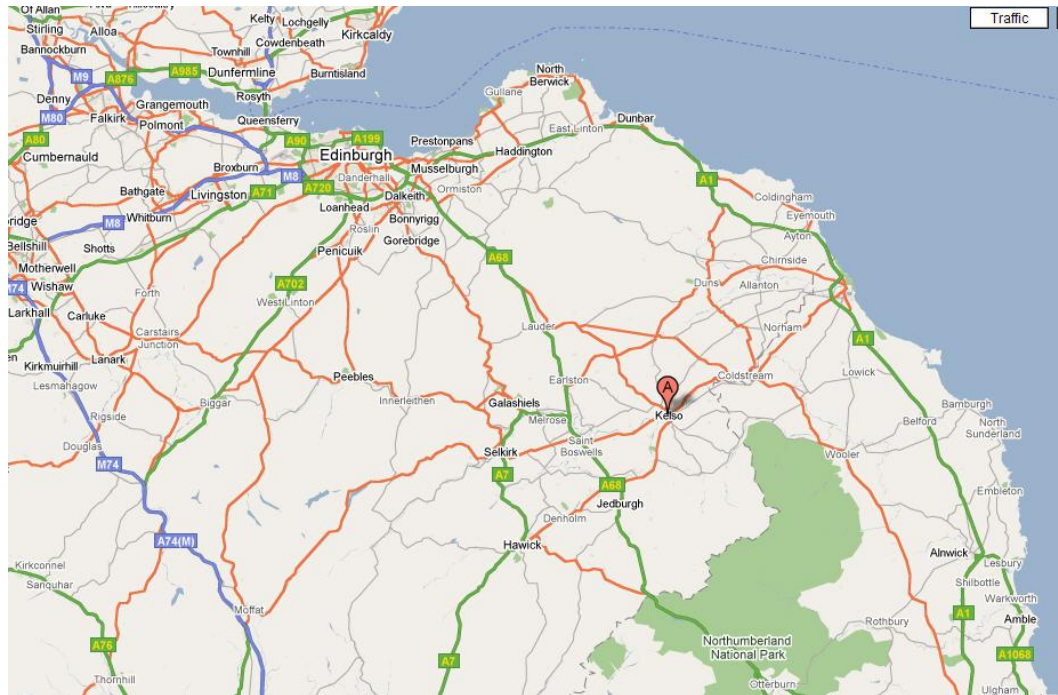 Of Allan
Stirling
Alloa
Kelty
Lochgelly
Cowdenbeath
Kirkcaldy
Traffic
Bannockburn
Townhill
M9
A876
A985
Dunfermline
Burntisland
North
Berwick
Denny
Rosyth
Gullane
Grangemouth
M80
Falkirk
Polmont
Queensferry
East Linton
Dunbar
A80
A90
A199
Prestonpans
Cumbernauld
Edinburgh
Haddington
Broxburn
M8
Danderhall
Musselburgh
A1
Bathgate
Livingston
A71
A720
Dalkeith
Ormiston
Coldingham
Whitburn
Loanhead
Bonnyrigg
Eyemouth
bridge
M8
Roslin
Bellshill
Shotts
Penicuik
Gorebridge
Ayton
Motherwell
A68
Chirnside
M74
Wishaw
Forth
A702
Duns
Allanton
West Linton
Larkhall
Carluke
Carstairs
Junction
Lauder
Norham
en
Lanark
A1
Kirkmuirhill
Peebles
Earlston
Coldstream
Lowick
Lesmahagow
A
Biggar
Innerleithen
Galashiels
Rigside
Melrose
Kelso
Bamburgh
Belford
North
Sunderland
Douglas
Saint
Boswells
M74
Selkirk
Wooler
A7
A68
Embleton
Jedburgh
Denholm
A74(M)
Hawick
Alnwick
Kirkconnel
Lesbury
Sanquhar
Shilbottle
Warkworth
Moffat
A1
Rothbury
Amble
A76
Northumberland
National Park
A7
A1068
Thornhill
Otterburn
Ulgham